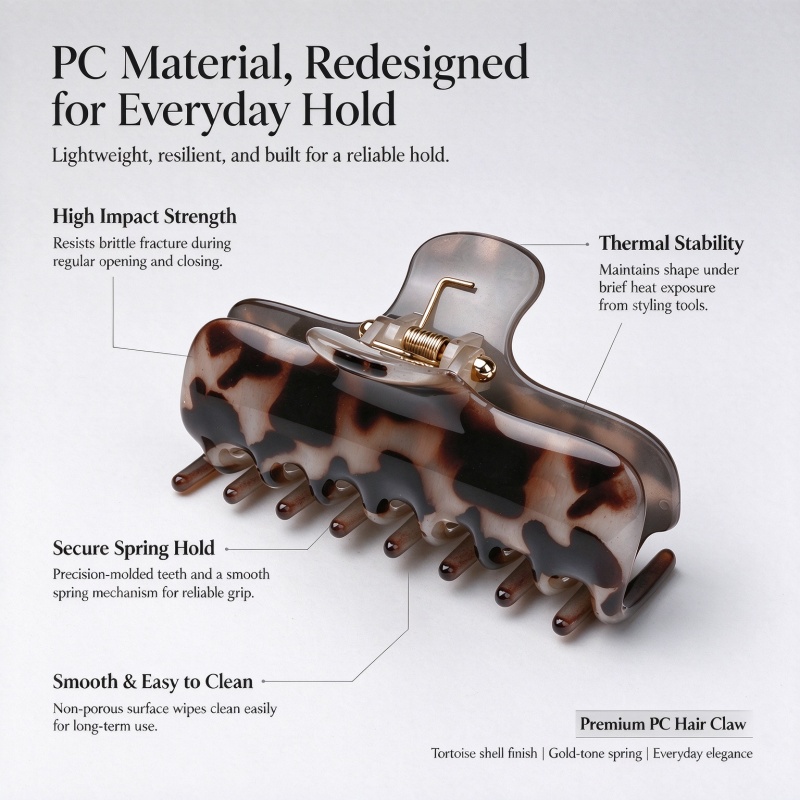 PC Material, Redesigned
for Everyday Hold
Lightweight, resilient, and built for a reliable hold.
High Impact Strength
Resists brittle fracture during
regular opening and closing.
Thermal Stability
Maintains shape under
brief heat exposure
from styling tools.
Secure Spring Hold
Precision-molded teeth and a smooth
spring mechanism for reliable grip.
Smooth & Easy to Clean
Non-porous surface wipes clean easily
for long-term use.
Premium PC Hair Claw
Tortoise shell finish | Gold-tone spring | Everyday elegance